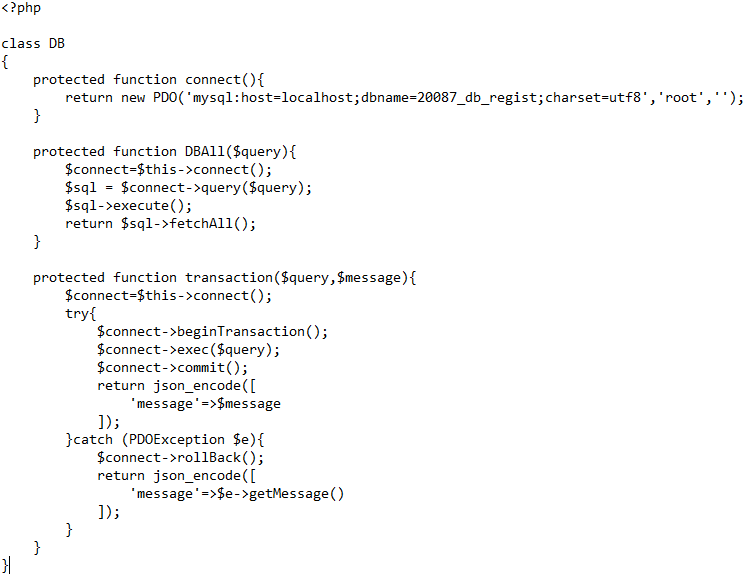 <?php
class DB
{
    protected function connect(){
        return new PDO('mysql:host=localhost;dbname=20087_db_regist;charset=utf8','root','');
    }
    protected function DBAll($query){
        $connect=$this->connect();
        $sql = $connect->query($query);
        $sql->execute();
        return $sql->fetchAll();
    }
    protected function transaction($query,$message){
        $connect=$this->connect();
        try{
            $connect->beginTransaction();
            $connect->exec($query);
            $connect->commit();
            return json_encode([
                'message'=>$message
            ]);
        }catch (PDOException $e){
            $connect->rollBack();
            return json_encode([
                'message'=>$e->getMessage()
            ]);
        }
    }
}